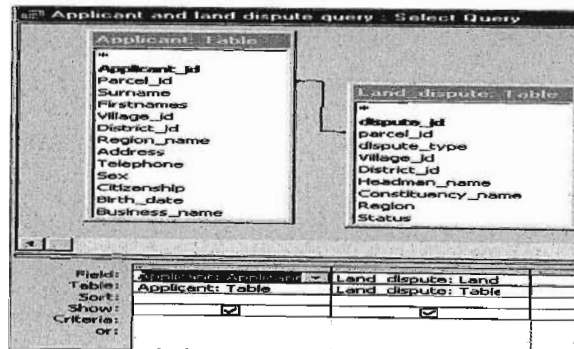 Applicant and land dispute query : Select Query
Applicant: Table
*
Applicant_id
Parcel_id
Surname
Firstnames
Village_id
District_id
Region_name
Address
Telephone
Sex
Citizenship
Birth_date
Business_name
Land_dispute: Table
*
dispute_id
parcel_id
dispute_type
Village_id
District_id
Headman_name
Constituency_name
Region
Status
Field: Applicant: Applicant Land_dispute: Land
Table: Applicant: Table Land_dispute: Table
Sort:
Show:
Criteria:
or: